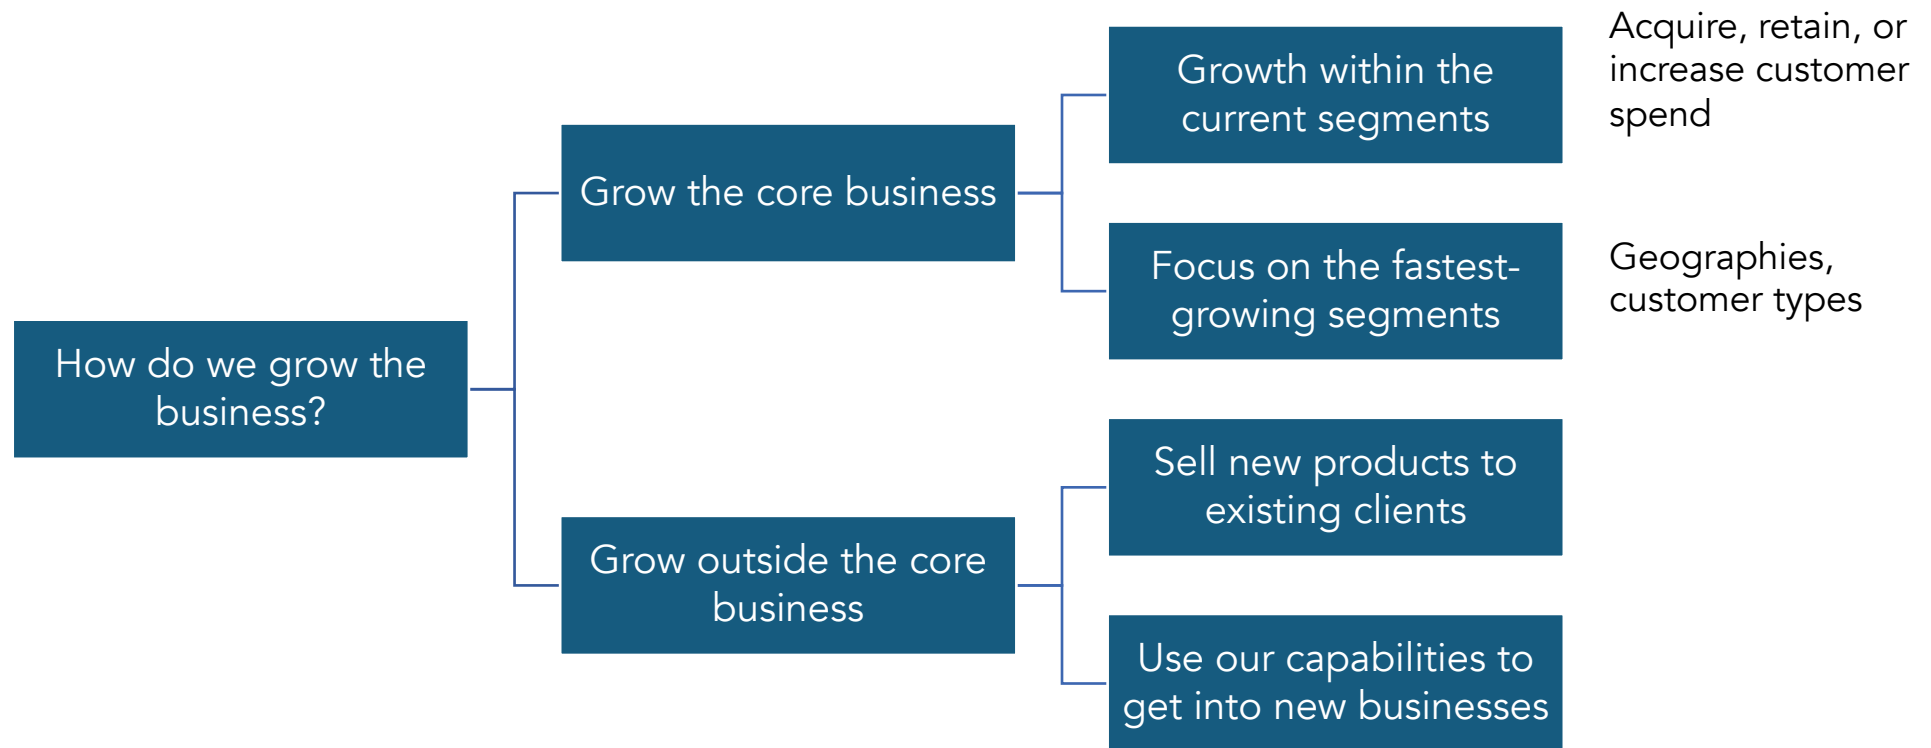 How do we grow the
business?
Grow the core business
Growth within the
current segments
Acquire, retain, or
increase customer
spend
Focus on the fastest-
growing segments
Geographies,
customer types
Grow outside the core
business
Sell new products to
existing clients
Use our capabilities to
get into new businesses